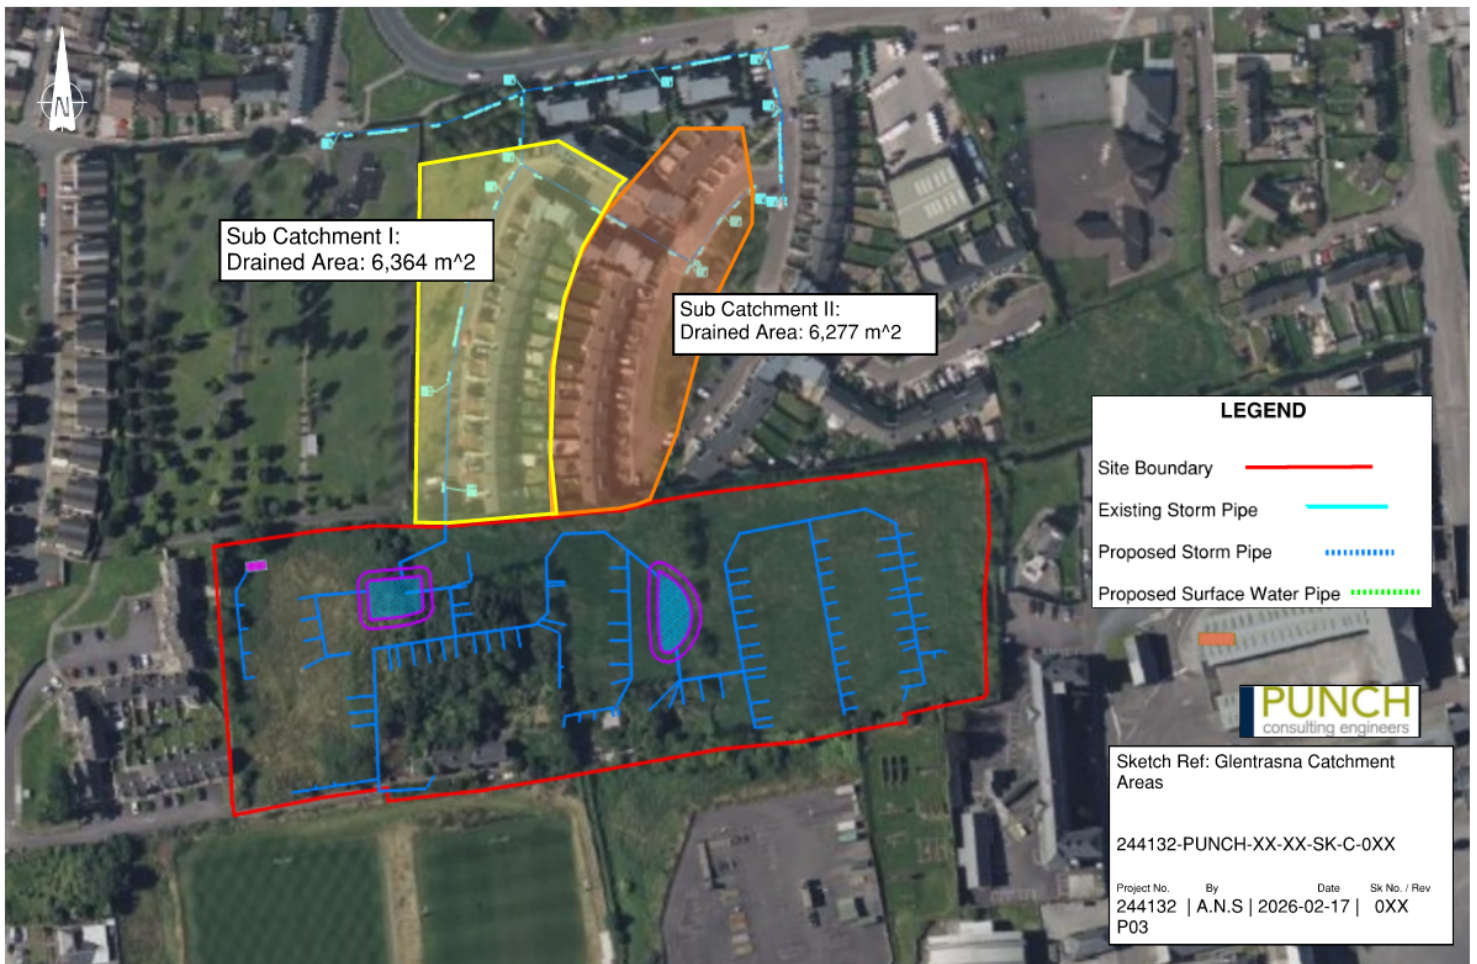 N
Sub Catchment I:
Drained Area: 6,364 m^2
Sub Catchment II:
Drained Area: 6,277 m^2
LEGEND
Site Boundary
Existing Storm Pipe
Proposed Storm Pipe
Proposed Surface Water Pipe
PUNCH
consulting engineers
Sketch Ref: Glentrasna Catchment
Areas
244132-PUNCH-XX-XX-SK-C-0XX
Project No. By Date Sk No. / Rev
244132 | A.N.S | 2026-02-17 | 0XX
P03